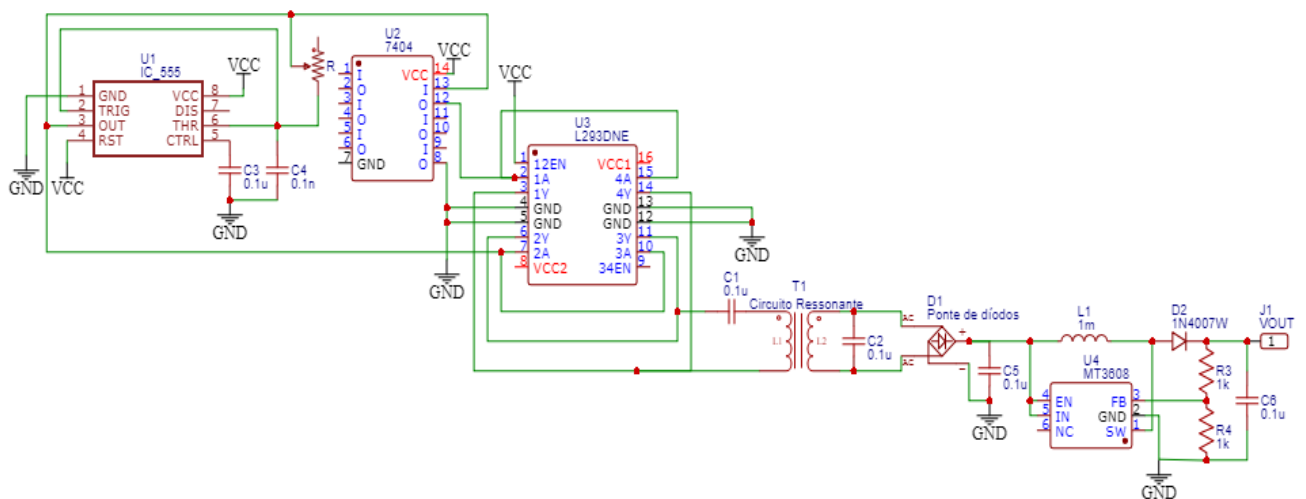 U1
IC_555
VCC
1
GND
VCC
8
2
TRIG
DIS
7
3
OUT
THR
6
4
RST
CTRL
5
GND
VCC
C3
0.1u
C4
0.1n
GND
R
U2
7404
VCC
1
I
VCC
14
2
O
I
13
3
I
O
12
4
O
I
11
5
I
O
10
6
O
I
9
7
GND
O
8
GND
VCC
U3
L293DNE
1
12EN
VCC1
16
2
1A
4A
15
3
1Y
4Y
14
4
GND
GND
13
5
GND
GND
12
6
2Y
3Y
11
7
2A
3A
10
8
VCC2
34EN
9
GND
C1
0.1u
T1
Circuito Ressonante
L1
L2
C2
0.1u
D1
Ponte de díodos
AC
AC
+
-
C5
0.1u
GND
L1
1m
U4
MT3608
4
EN
FB
3
5
IN
GND
2
6
NC
SW
1
D2
1N4007W
J1
VOUT
1
R3
1k
R4
1k
C6
0.1u
GND